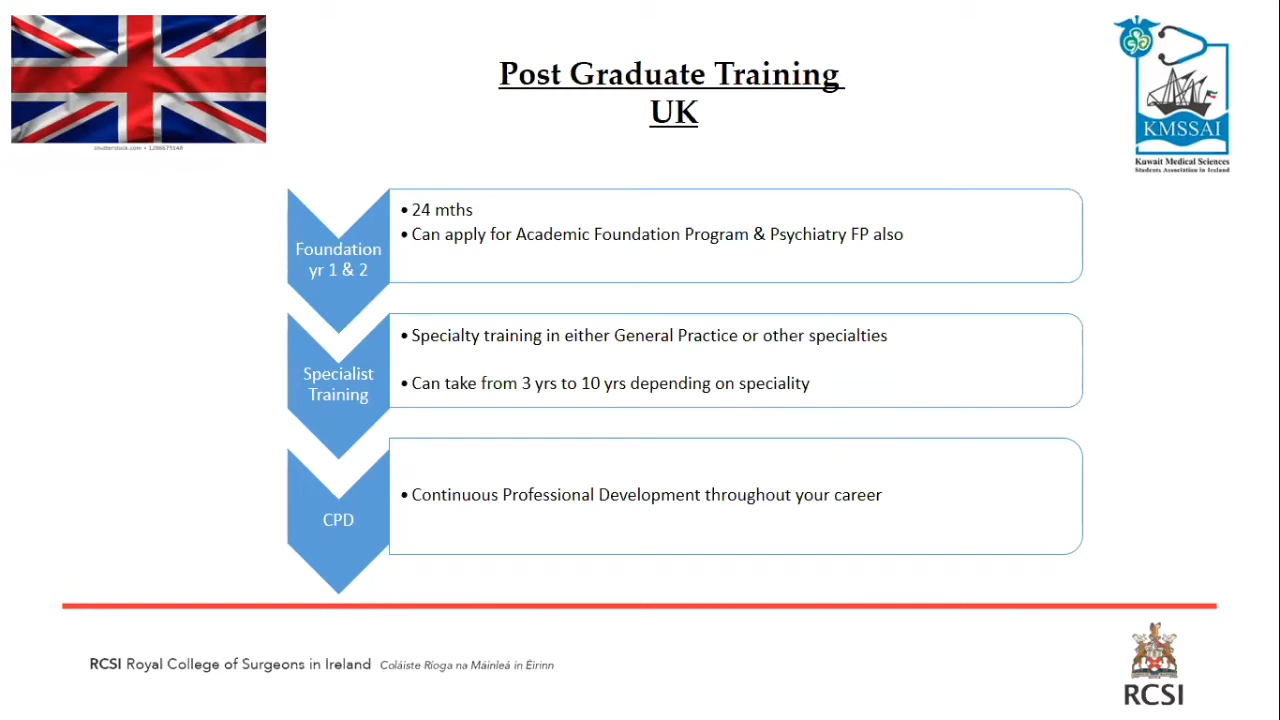 Post Graduate Training
UK
shutterstock.com • 1286675148
KMSSAI
Kuwait Medical Sciences
Students Association in Ireland
Foundation
yr 1 & 2
• 24 mths
• Can apply for Academic Foundation Program & Psychiatry FP also
Specialist
Training
• Specialty training in either General Practice or other specialties
• Can take from 3 yrs to 10 yrs depending on speciality
CPD
• Continuous Professional Development throughout your career
RCSI Royal College of Surgeons in Ireland Coláiste Ríoga na Máinleá in Éirinn
RCSI